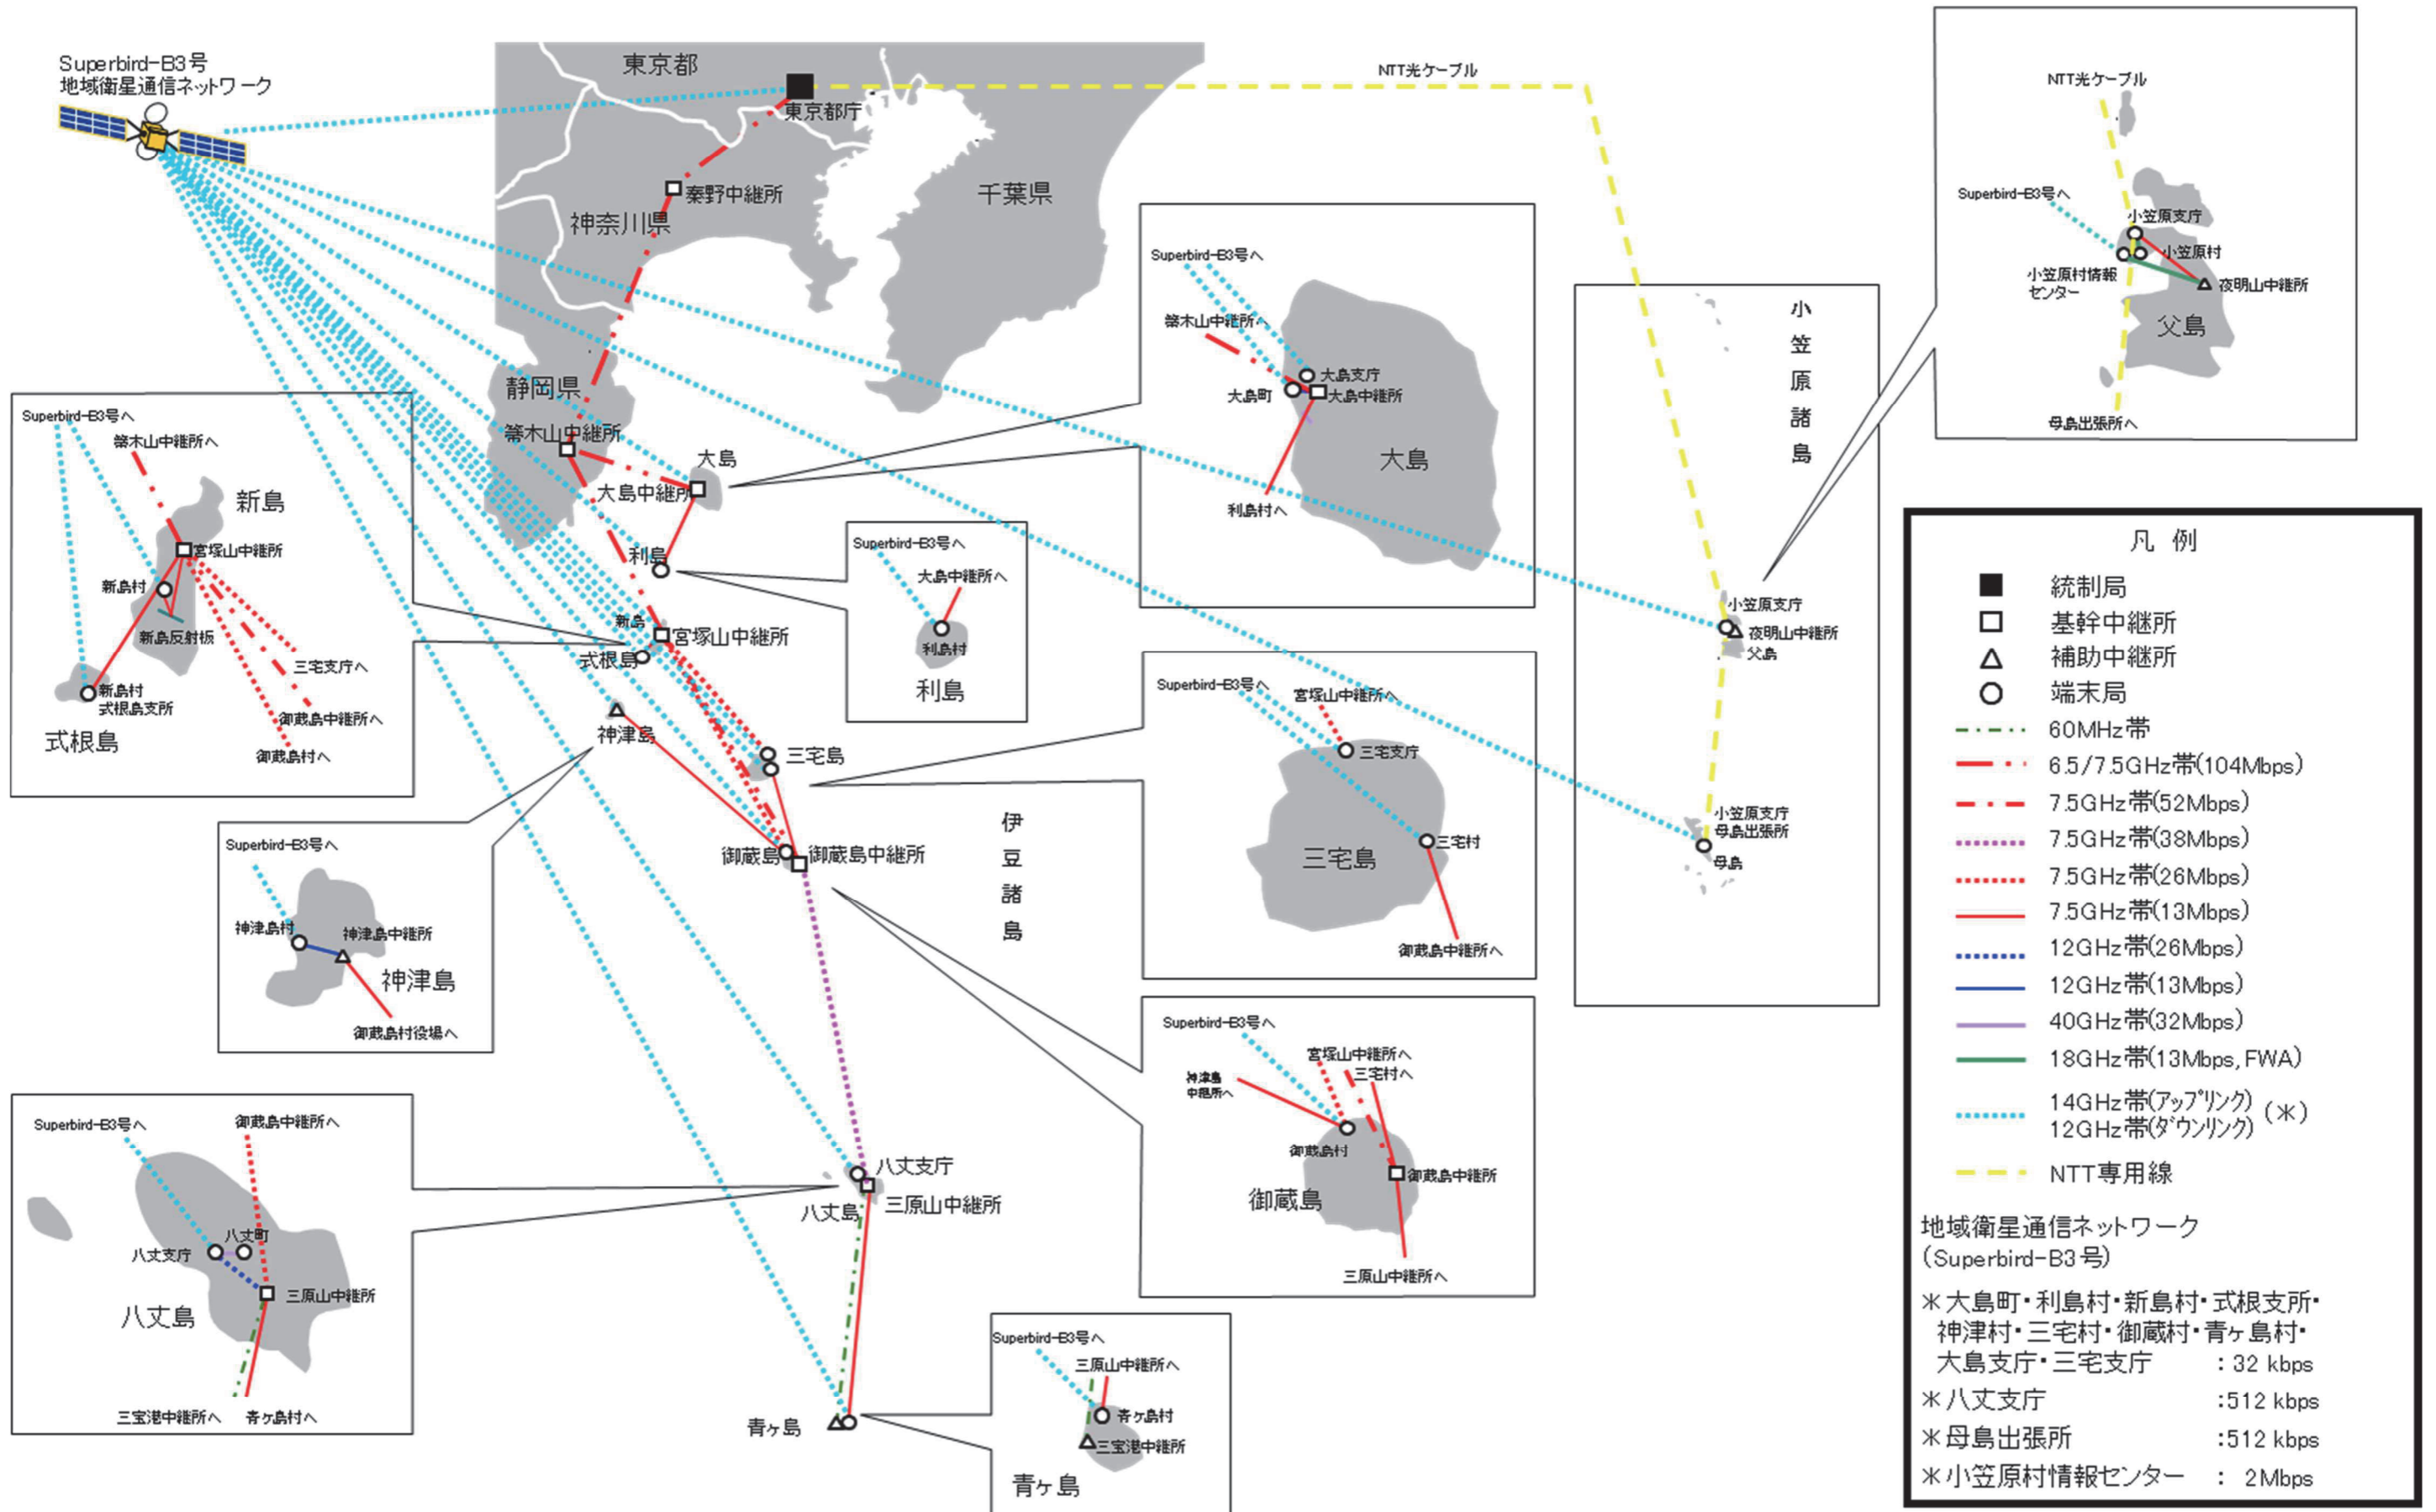 Superbird-B3号
地域衛星通信ネットワーク
東京都
東京都庁
NTT光ケーブル
秦野中継所
神奈川県
千葉県
静岡県
箒木山中継所
大島
大島中継所
利島
新島
宮塚山中継所
式根島
神津島
三宅島
御蔵島
御蔵島中継所
伊豆諸島
八丈支庁
三原山中継所
八丈島
青ヶ島
小笠原諸島
小笠原支庁
夜明山中継所
父島
小笠原支庁
母島出張所
母島
Superbird-B3号へ
箒木山中継所へ
新島
宮塚山中継所
新島村
新島反射板
三宅支庁へ
新島村
式根島支所
御蔵島中継所へ
式根島
御蔵島村へ
Superbird-B3号へ
神津島村
神津島中継所
神津島
御蔵島村役場へ
Superbird-B3号へ
御蔵島中継所へ
八丈町
八丈支庁
三原山中継所
八丈島
三宝港中継所へ
青ヶ島村へ
Superbird-B3号へ
箒木山中継所へ
大島支庁
大島町
大島中継所
大島
利島村へ
Superbird-B3号へ
大島中継所へ
利島村
利島
Superbird-B3号へ
宮塚山中継所へ
三宅支庁
三宅村
三宅島
御蔵島中継所へ
Superbird-B3号へ
宮塚山中継所へ
三宅村へ
神津島
中継所へ
御蔵島村
御蔵島中継所
御蔵島
三原山中継所へ
Superbird-B3号へ
三原山中継所へ
青ヶ島村
三宝港中継所
青ヶ島
NTT光ケーブル
Superbird-B3号へ
小笠原支庁
小笠原村
小笠原村情報
センター
夜明山中継所
父島
母島出張所へ
凡 例
統制局
基幹中継所
補助中継所
端末局
60MHz帯
6.5/7.5GHz帯(104Mbps)
7.5GHz帯(52Mbps)
7.5GHz帯(38Mbps)
7.5GHz帯(26Mbps)
7.5GHz帯(13Mbps)
12GHz帯(26Mbps)
12GHz帯(13Mbps)
40GHz帯(32Mbps)
18GHz帯(13Mbps, FWA)
14GHz帯(アップリンク)
12GHz帯(ダウンリンク) (＊)
NTT専用線
地域衛星通信ネットワーク
(Superbird-B3号)
＊大島町・利島村・新島村・式根支所・
神津村・三宅村・御蔵村・青ヶ島村・
大島支庁・三宅支庁 : 32 kbps
＊八丈支庁 :512 kbps
＊母島出張所 :512 kbps
＊小笠原村情報センター : 2Mbps